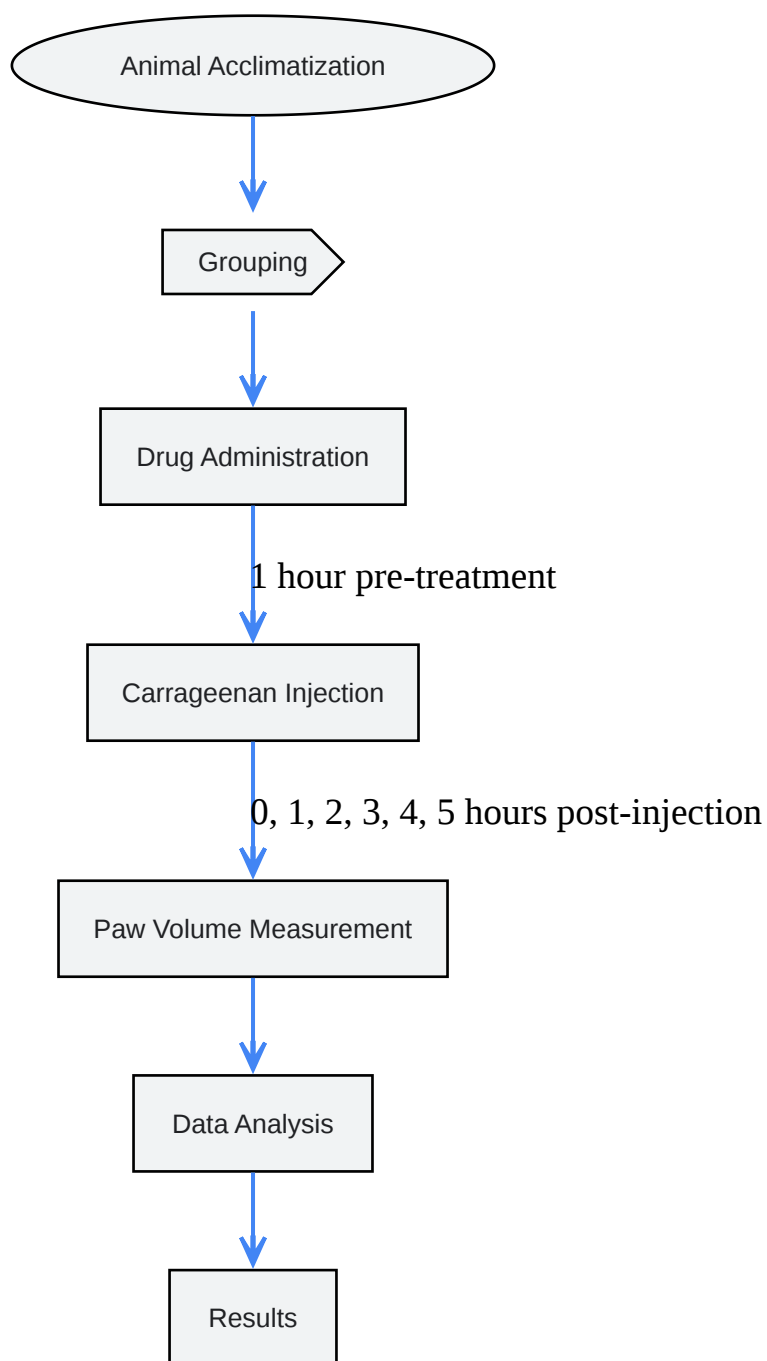 Animal Acclimatization
Grouping
Drug Administration
1 hour pre-treatment
Carrageenan Injection
0, 1, 2, 3, 4, 5 hours post-injection
Paw Volume Measurement
Data Analysis
Results